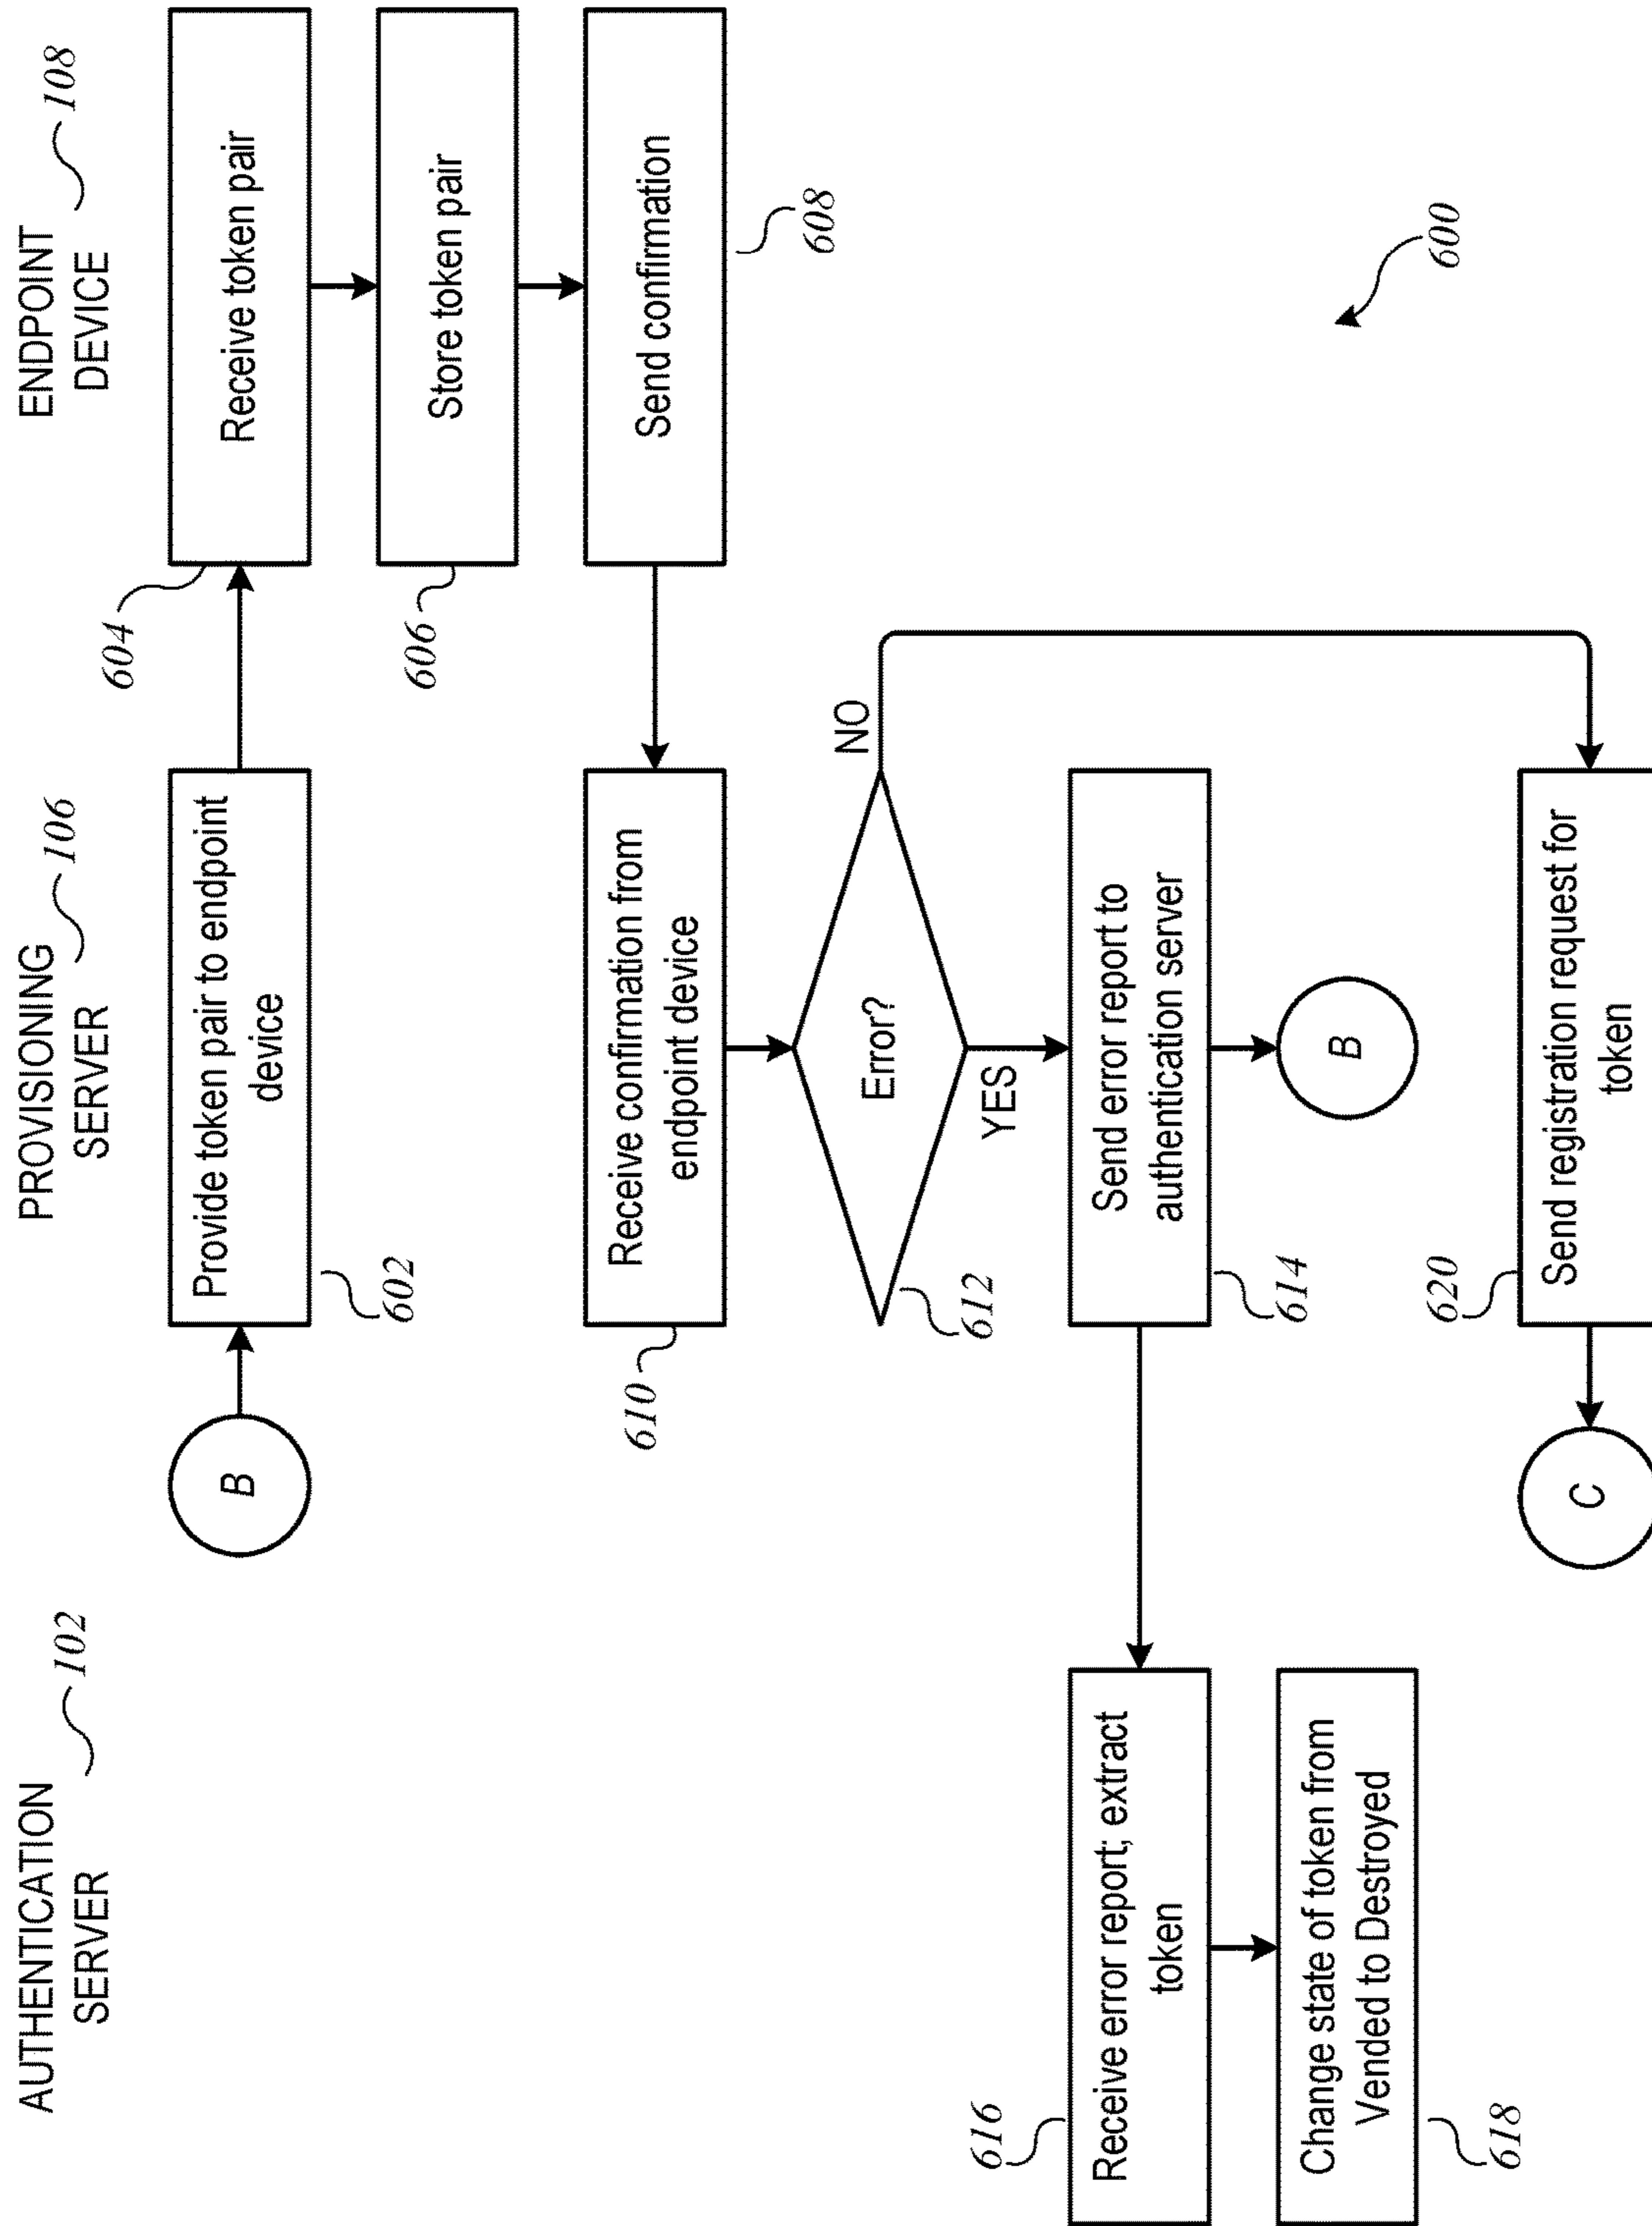 AUTHENTICATION
SERVER
102
PROVISIONING
SERVER
106
ENDPOINT
DEVICE
108
B
Provide token pair to endpoint
device
602
604
Receive token pair
606
Store token pair
Send confirmation
608
610
Receive confirmation from
endpoint device
Error?
612
NO
YES
Send error report to
authentication server
614
B
616
Receive error report; extract
token
Change state of token from
Vended to Destroyed
618
620
Send registration request for
token
C
600